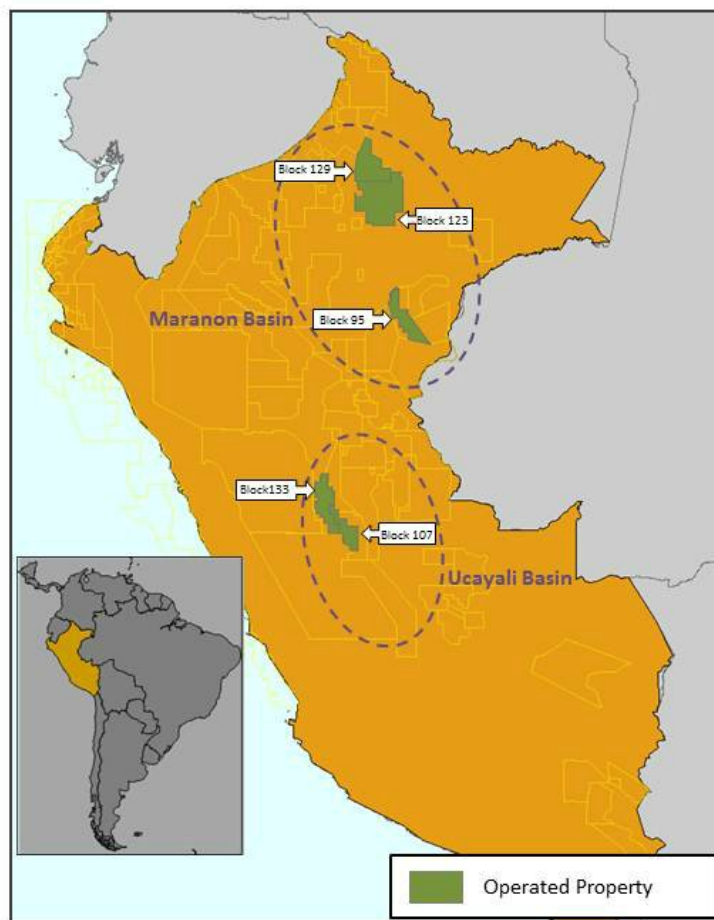 Block 129
Block 123
Maranon Basin
Block 95
Block133
Block 107
Ucayali Basin
Operated Property